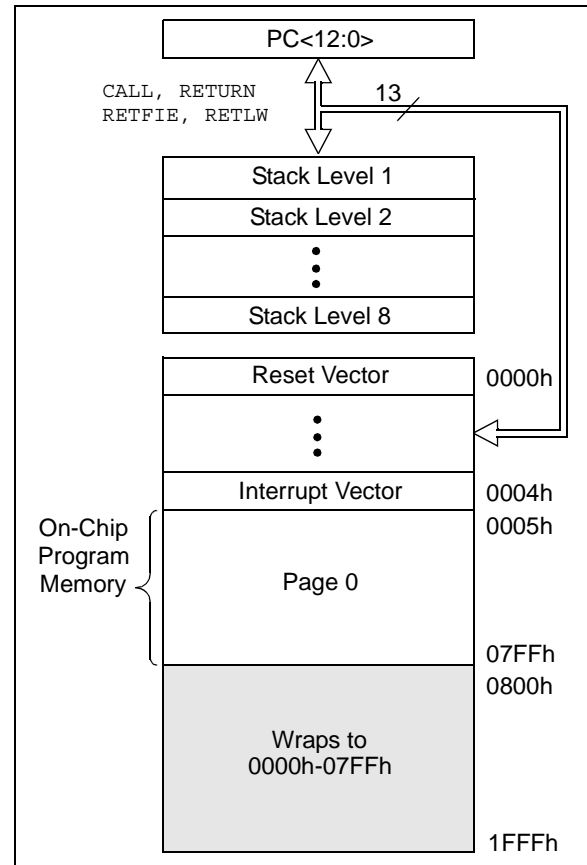 PC<12:0>
CALL, RETURN
RETFIE, RETLW
13
Stack Level 1
Stack Level 2
Stack Level 8
Reset Vector
0000h
Interrupt Vector
0004h
On-Chip
Program
Memory
0005h
Page 0
07FFh
0800h
Wraps to
0000h-07FFh
1FFFh